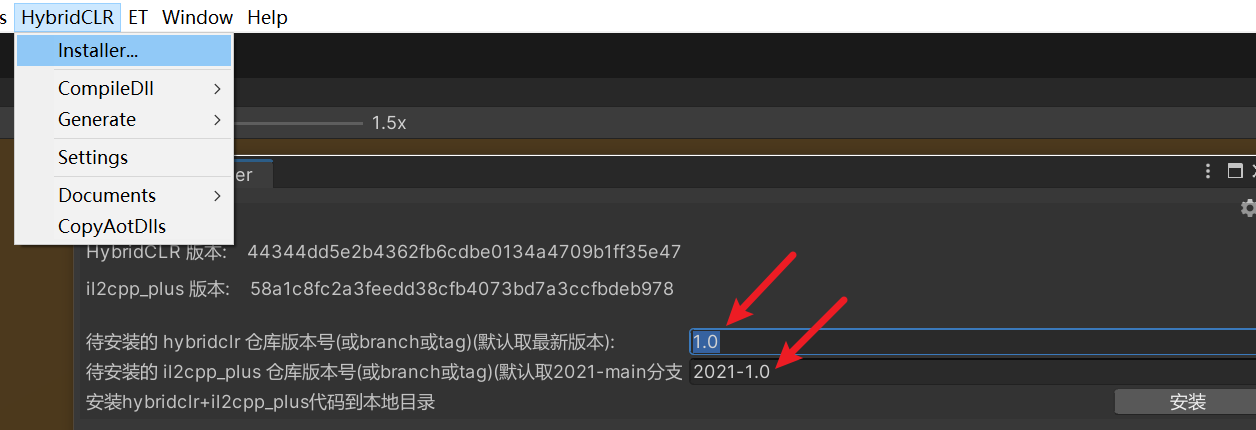 s HybridCLR ET Window Help
Installer...
CompileDll
Generate
1.5x
Settings
er
Documents
CopyAotDlls
HybridCLR 版本: 44344dd5e2b4362fb6cdbe0134a4709b1ff35e47
il2cpp_plus 版本: 58a1c8fc2a3feedd38cfb4073bd7a3ccfbdeb978
待安装的 hybridclr 仓库版本号(或branch或tag)(默认取最新版本): 1.0
待安装的 il2cpp_plus 仓库版本号(或branch或tag)(默认取2021-main分支 2021-1.0
安装hybridclr+il2cpp_plus代码到本地目录 安装